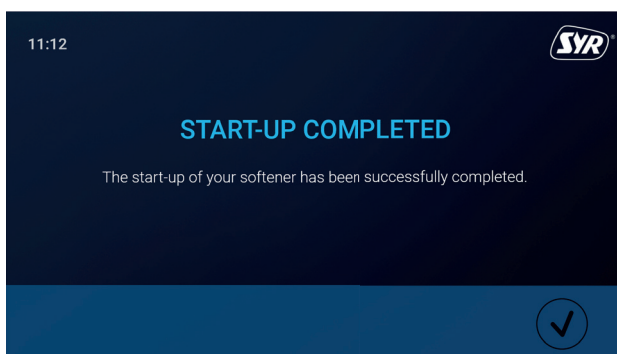 11:12
SYR®
START-UP COMPLETED
The start-up of your softener has been successfully completed.